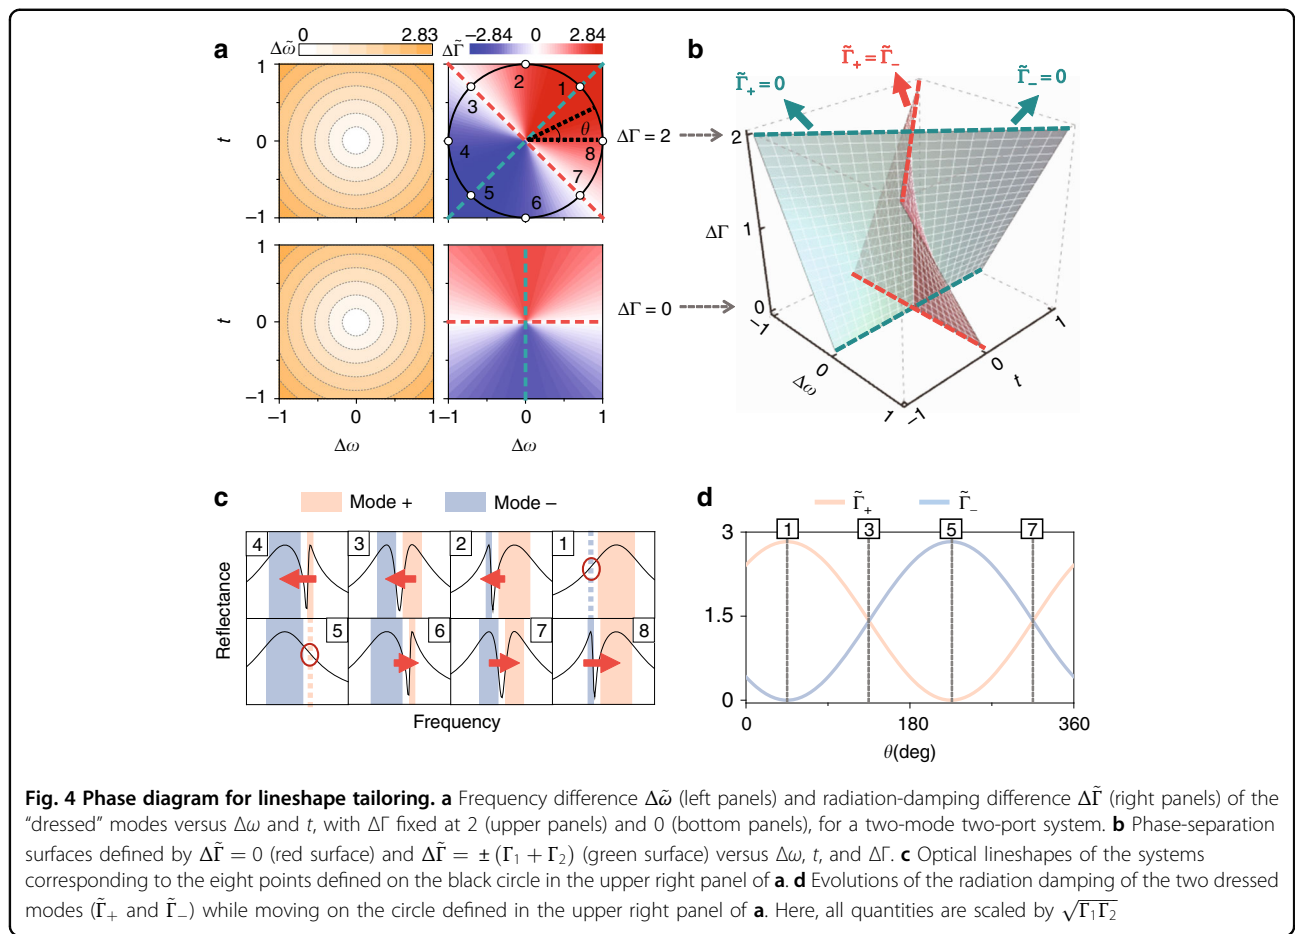 a
Δω̃ 0 2.83
ΔΓ̃ −2.84 0 2.84
1
t 0
−1
2
1
3
θ
4
8
5
7
6
ΔΓ = 2
1
t 0
−1
−1 0 1
Δω
−1 0 1
Δω
ΔΓ = 0
b
Γ̃₊ = Γ̃₋
Γ̃₊ = 0
Γ̃₋ = 0
2
ΔΓ 1
0
−1
0
Δω
1
−1
0
t
1
c
Mode +
Mode −
4 3 2 1
5 6 7 8
Reflectance
Frequency
d
Γ̃₊ Γ̃₋
3
1 3 5 7
1.5
0
0 180 360
θ(deg)
Fig. 4 Phase diagram for lineshape tailoring. a Frequency difference Δω̃ (left panels) and radiation-damping difference ΔΓ̃ (right panels) of the
“dressed” modes versus Δω and t, with ΔΓ fixed at 2 (upper panels) and 0 (bottom panels), for a two-mode two-port system. b Phase-separation
surfaces defined by ΔΓ̃ = 0 (red surface) and ΔΓ̃ = ± (Γ₁ + Γ₂) (green surface) versus Δω, t, and ΔΓ. c Optical lineshapes of the systems
corresponding to the eight points defined on the black circle in the upper right panel of a. d Evolutions of the radiation damping of the two dressed
modes (Γ̃₊ and Γ̃₋) while moving on the circle defined in the upper right panel of a. Here, all quantities are scaled by √Γ₁Γ₂